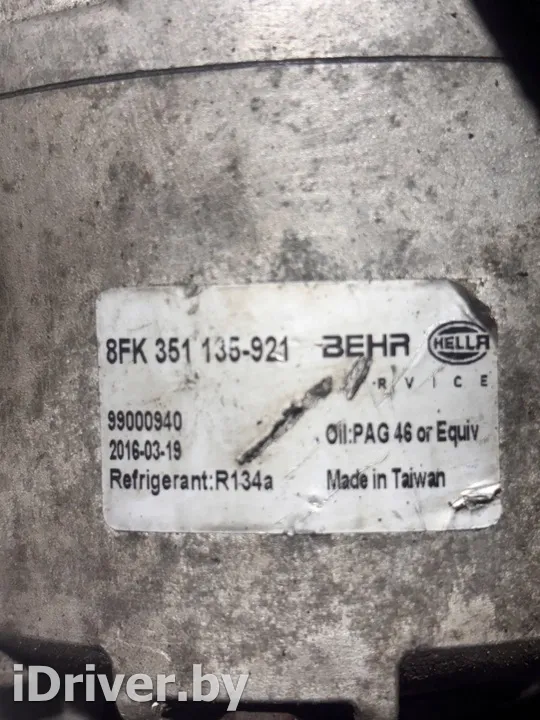 8FK 351 135-921 BEHR HELLA
RVICE
99000940
2016-03-19
Oil:PAG 46 or Equiv
Refrigerant:R134a
Made in Taiwan
iDriver.by